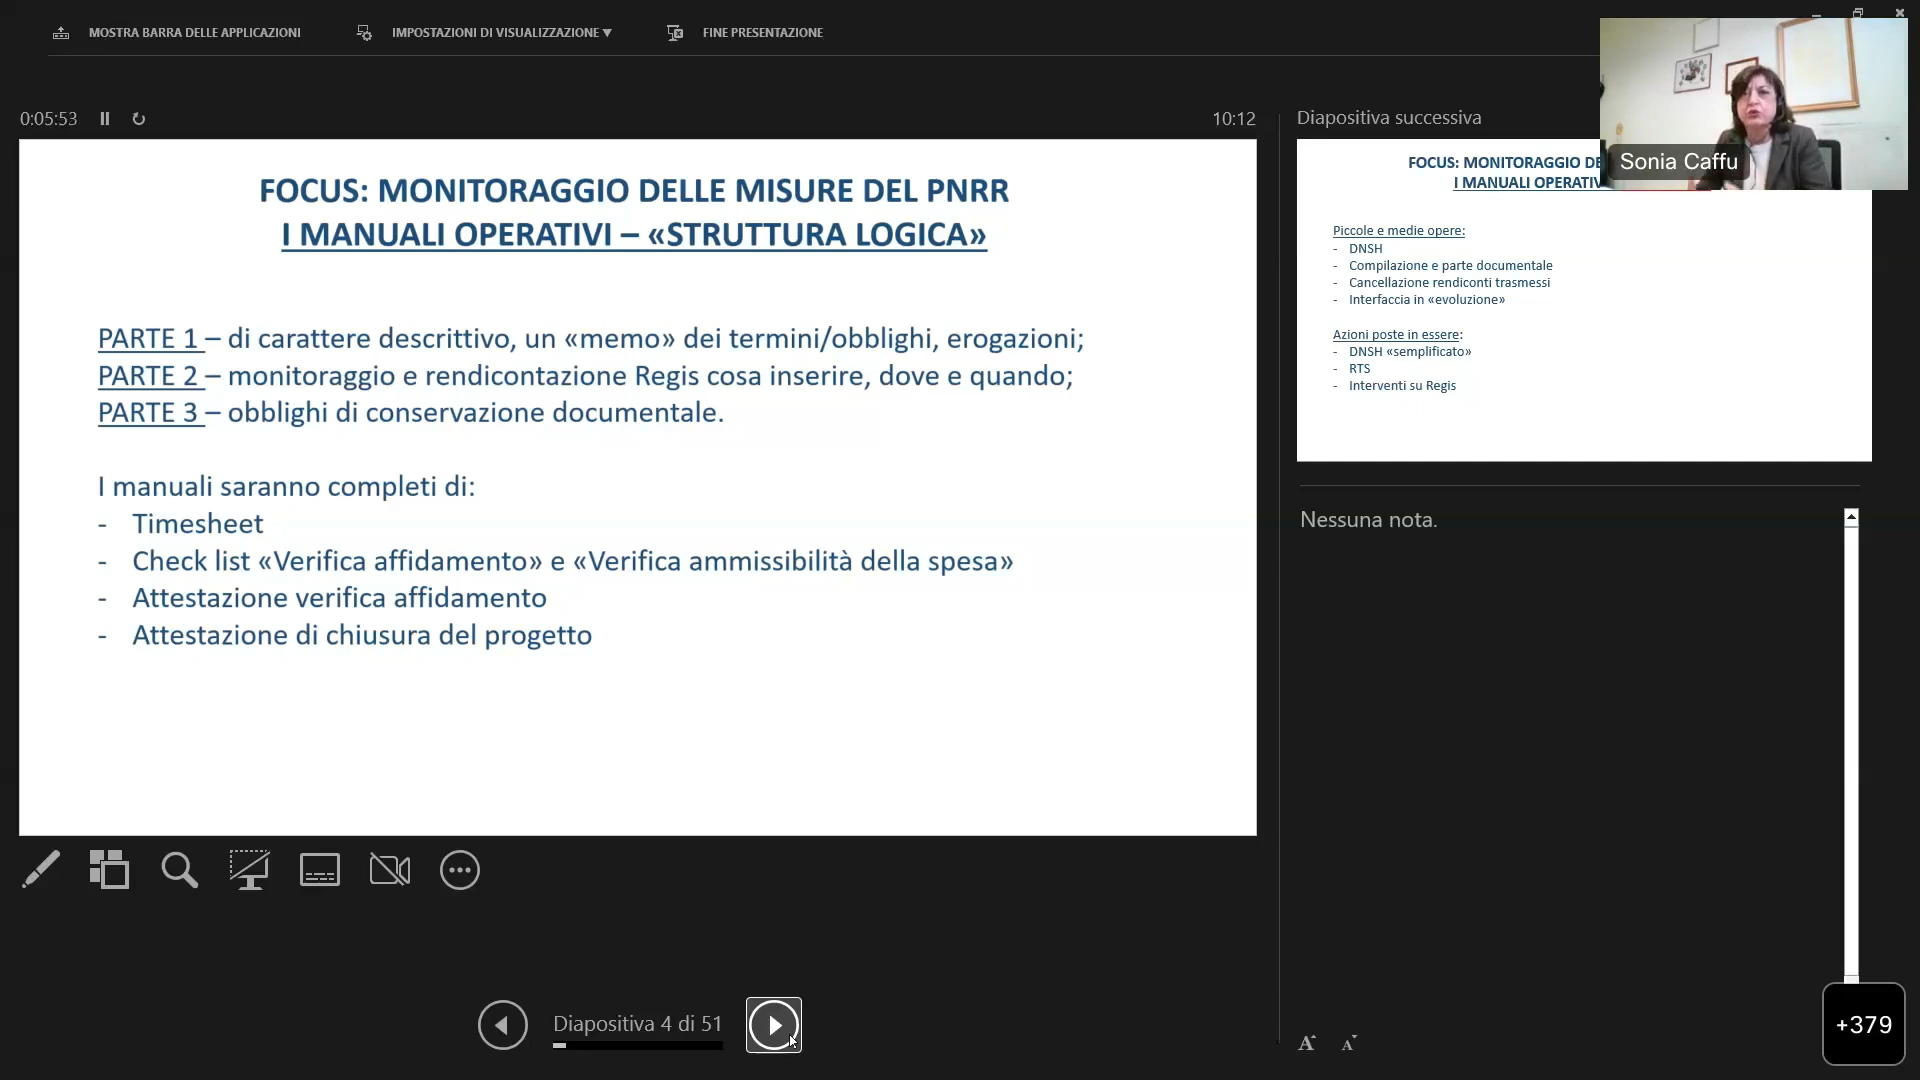 MOSTRA BARRA DELLE APPLICAZIONI
IMPOSTAZIONI DI VISUALIZZAZIONE ▼
FINE PRESENTAZIONE
0:05:53
10:12
Diapositiva successiva
Sonia Caffu
FOCUS: MONITORAGGIO DELLE MISURE DEL PNRR
I MANUALI OPERATIVI – «STRUTTURA LOGICA»
PARTE 1 – di carattere descrittivo, un «memo» dei termini/obblighi, erogazioni;
PARTE 2 – monitoraggio e rendicontazione Regis cosa inserire, dove e quando;
PARTE 3 – obblighi di conservazione documentale.
I manuali saranno completi di:
- Timesheet
- Check list «Verifica affidamento» e «Verifica ammissibilità della spesa»
- Attestazione verifica affidamento
- Attestazione di chiusura del progetto
FOCUS: MONITORAGGIO DE
I MANUALI OPERATIV
Piccole e medie opere:
- DNSH
- Compilazione e parte documentale
- Cancellazione rendiconti trasmessi
- Interfaccia in «evoluzione»
Azioni poste in essere:
- DNSH «semplificato»
- RTS
- Interventi su Regis
Nessuna nota.
Diapositiva 4 di 51
A A
+379